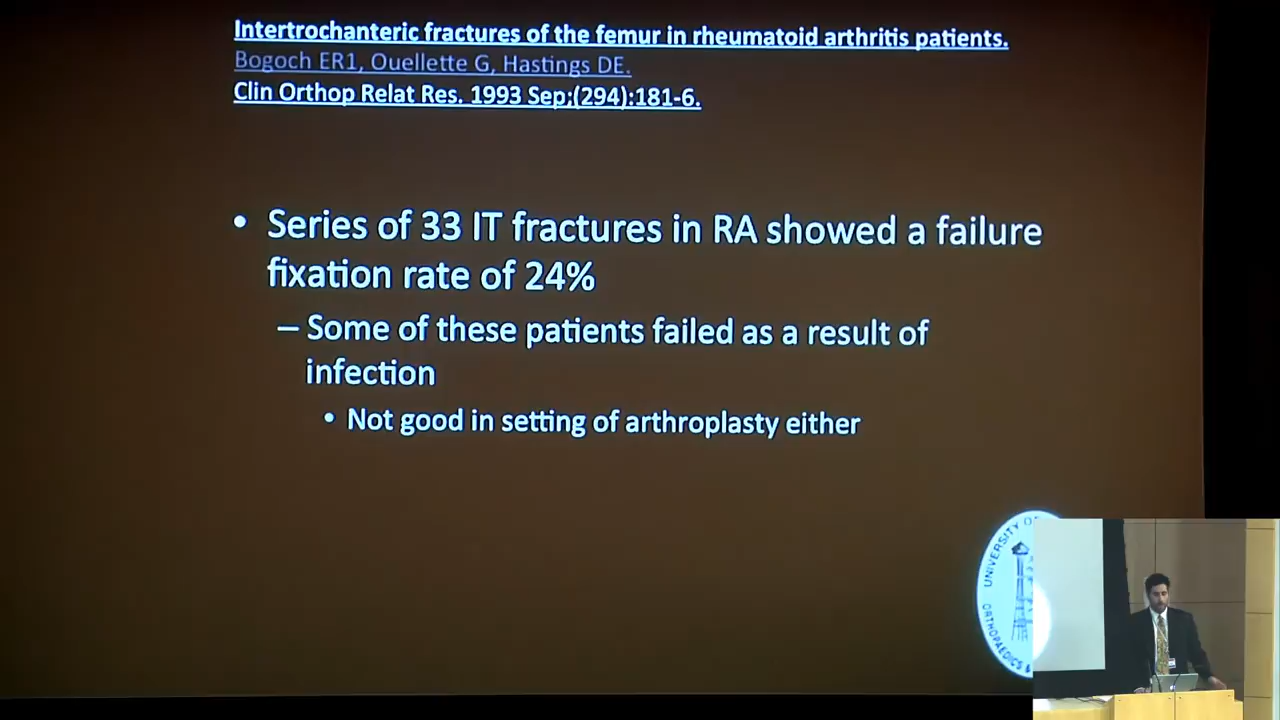 Intertrochanteric fractures of the femur in rheumatoid arthritis patients.
Bogoch ER1, Ouellette G, Hastings DE.
Clin Orthop Relat Res. 1993 Sep;(294):181-6.
• Series of 33 IT fractures in RA showed a failure
fixation rate of 24%
– Some of these patients failed as a result of
infection
• Not good in setting of arthroplasty either
UNIVERSITY O
ORTHOPAEDICS &